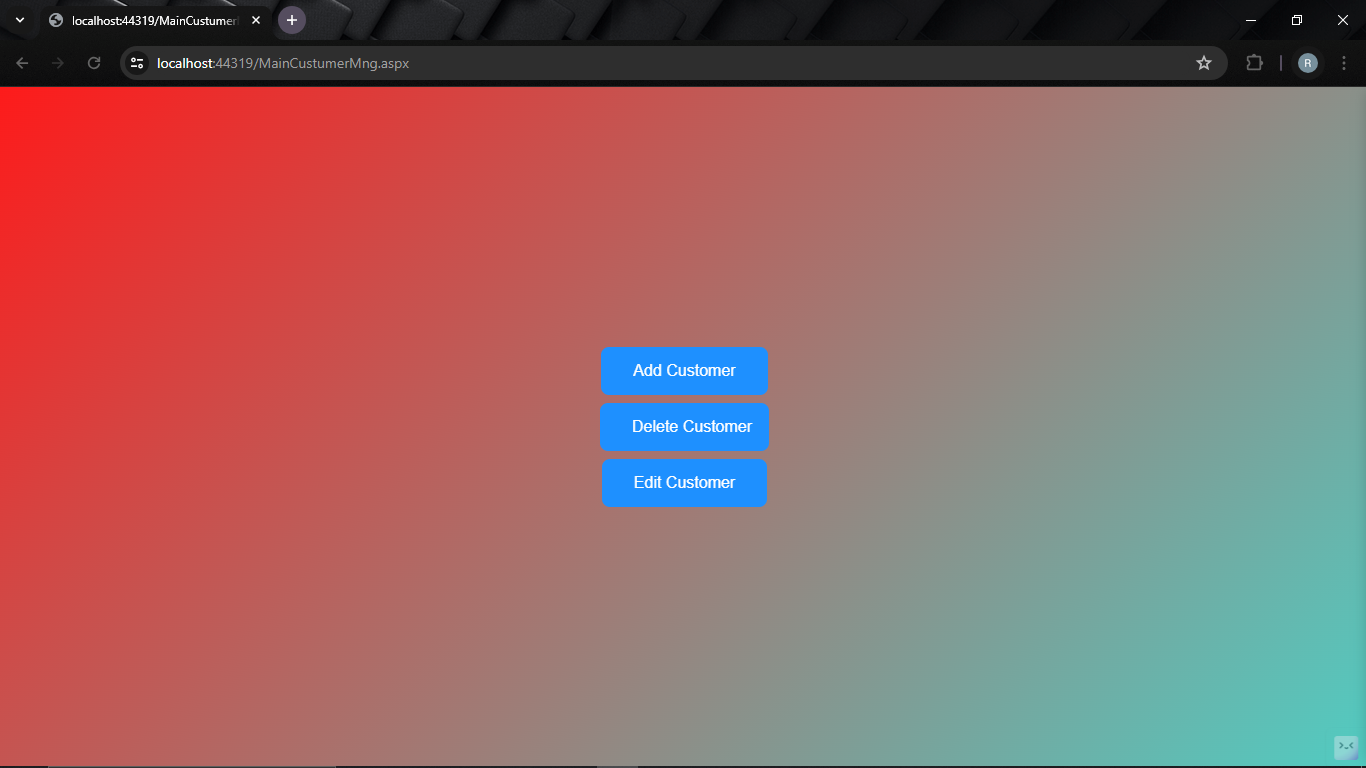 localhost:44319/MainCustumer
localhost:44319/MainCustumerMng.aspx
R
Add Customer
Delete Customer
Edit Customer